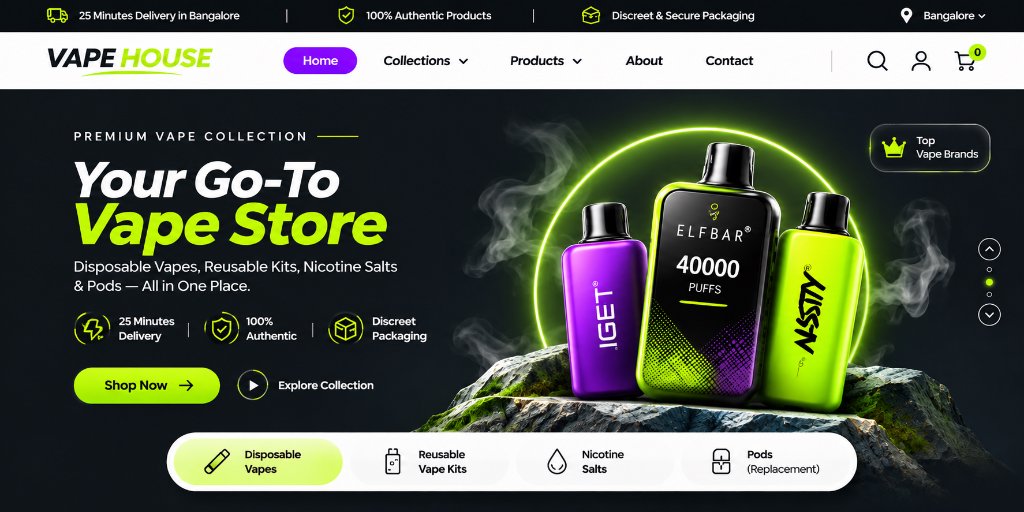 25 Minutes Delivery in Bangalore
100% Authentic Products
Discreet & Secure Packaging
Bangalore
VAPE HOUSE
Home
Collections
Products
About
Contact
0
PREMIUM VAPE COLLECTION
Your Go-To
Vape Store
Disposable Vapes, Reusable Kits, Nicotine Salts
& Pods — All in One Place.
25 Minutes
Delivery
100%
Authentic
Discreet
Packaging
Shop Now
Explore Collection
Top
Vape Brands
IGET®
ELFBAR®
40000
PUFFS
NASTY®
Disposable
Vapes
Reusable
Vape Kits
Nicotine
Salts
Pods
(Replacement)